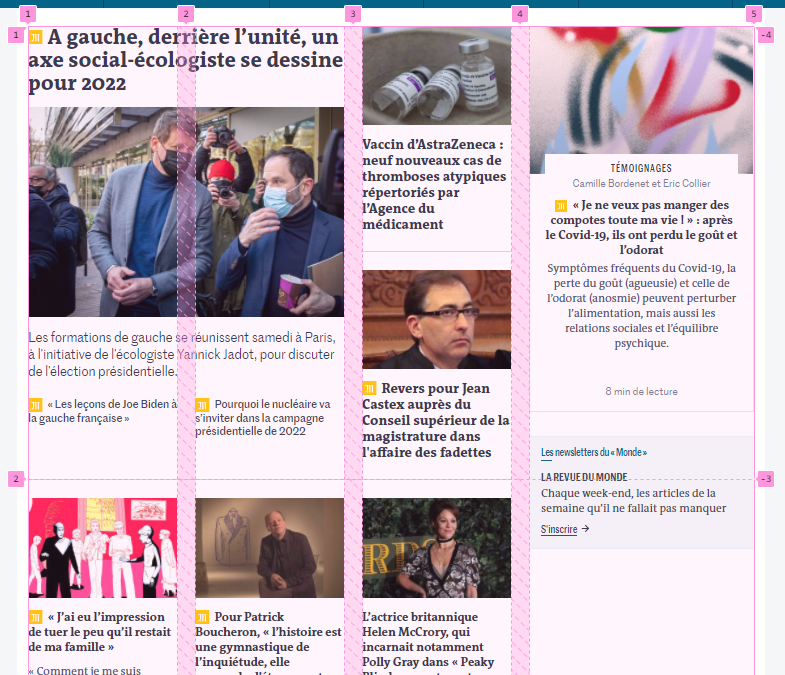 1 2 3 4 5
1 -4
A gauche, derrière l'unité, un
axe social-écologiste se dessine
pour 2022
Les formations de gauche se réunissent samedi à Paris,
à l'initiative de l'écologiste Yannick Jadot, pour discuter
de l'élection présidentielle.
« Les leçons de Joe Biden à
la gauche française »
Pourquoi le nucléaire va
s'inviter dans la campagne
présidentielle de 2022
Vaccin d'AstraZeneca :
neuf nouveaux cas de
thromboses atypiques
répertoriés par
l'Agence du
médicament
Revers pour Jean
Castex auprès du
Conseil supérieur de la
magistrature dans
l'affaire des fadettes
TÉMOIGNAGES
Camille Bordenet et Eric Collier
« Je ne veux pas manger des
compotes toute ma vie ! » : après
le Covid-19, ils ont perdu le goût et
l'odorat
Symptômes fréquents du Covid-19, la
perte du goût (agueusie) et celle de
l'odorat (anosmie) peuvent perturber
l'alimentation, mais aussi les
relations sociales et l'équilibre
psychique.
8 min de lecture
Les newsletters du « Monde »
LA REVUE DU MONDE
Chaque week-end, les articles de la
semaine qu'il ne fallait pas manquer
S'inscrire →
2 -3
« J'ai eu l'impression
de tuer le peu qu'il restait
de ma famille »
« Comment je me suis
Pour Patrick
Boucheron, « l'histoire est
une gymnastique de
l'inquiétude, elle
L'actrice britannique
Helen McCrory, qui
incarnait notamment
Polly Gray dans « Peaky